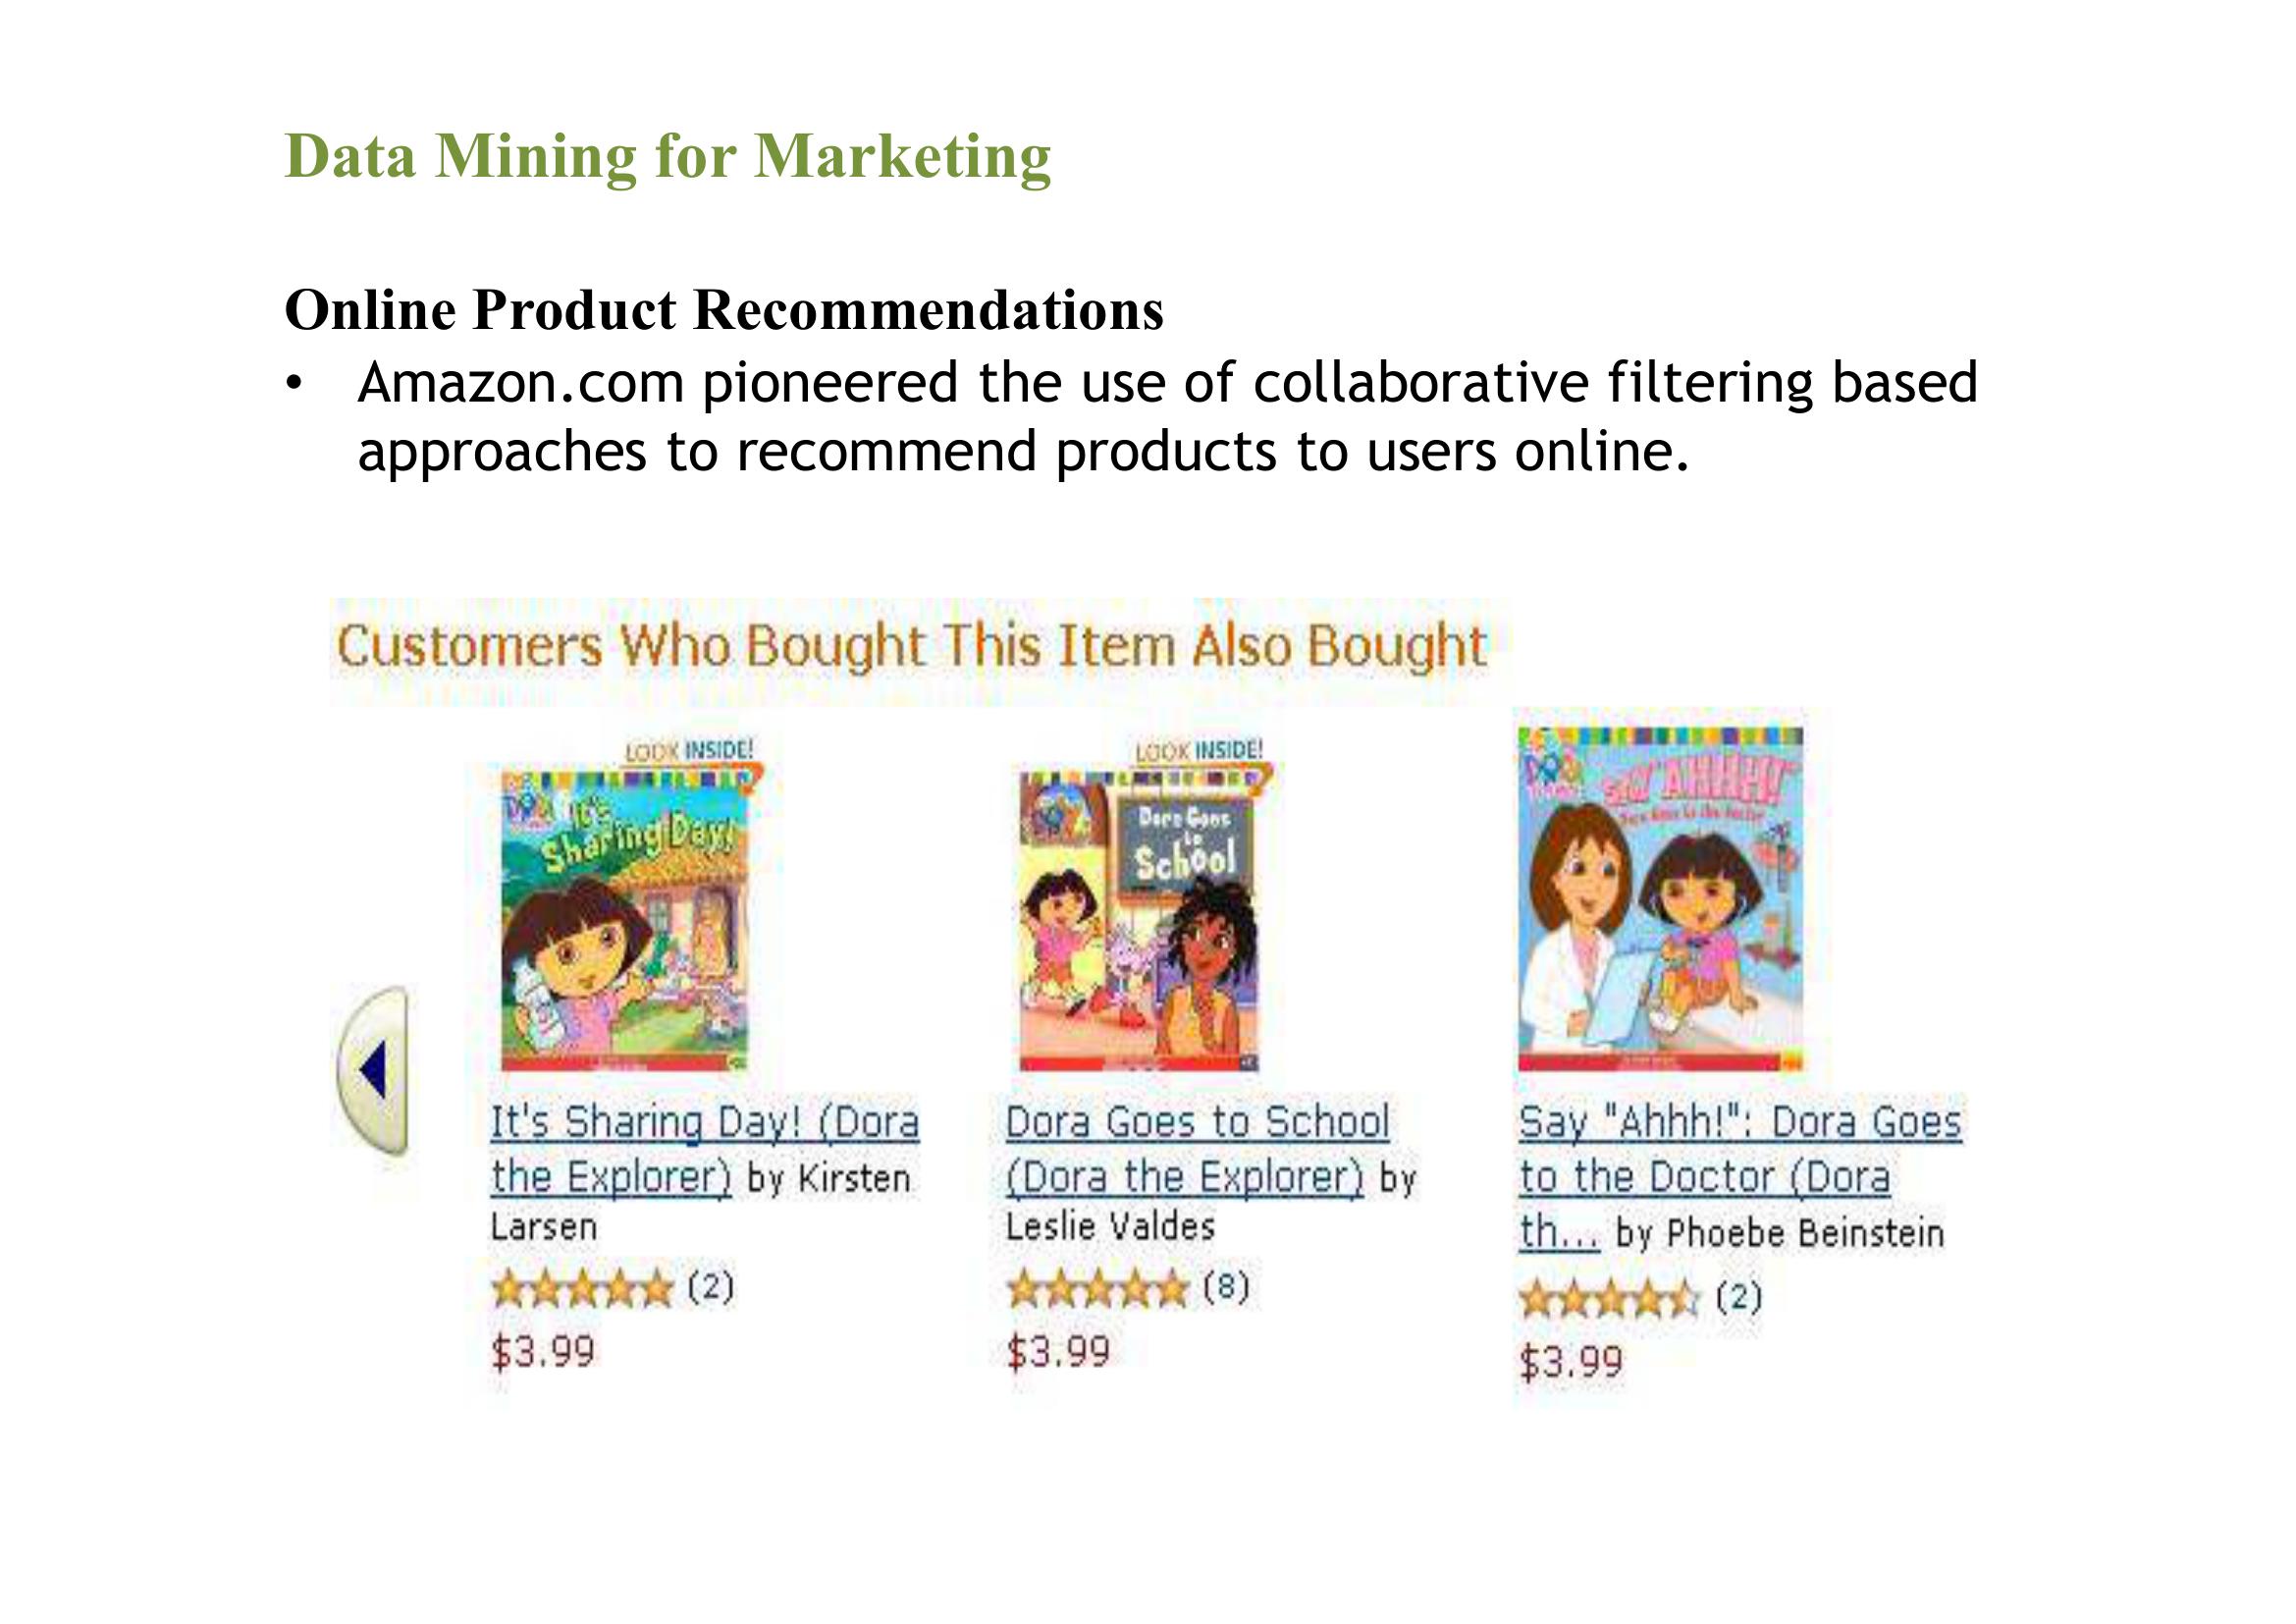 Data Mining for Marketing
Online Product Recommendations
• Amazon.com pioneered the use of collaborative filtering based
approaches to recommend products to users online.
Customers Who Bought This Item Also Bought
LOOK INSIDE!
It's
Sharing Day!
It's Sharing Day! (Dora
the Explorer) by Kirsten
Larsen
(2)
$3.99
LOOK INSIDE!
Dora Goes
to
School
Dora Goes to School
(Dora the Explorer) by
Leslie Valdes
(8)
$3.99
Say "AHHH!"
Say "Ahhh!": Dora Goes
to the Doctor (Dora
th... by Phoebe Beinstein
(2)
$3.99